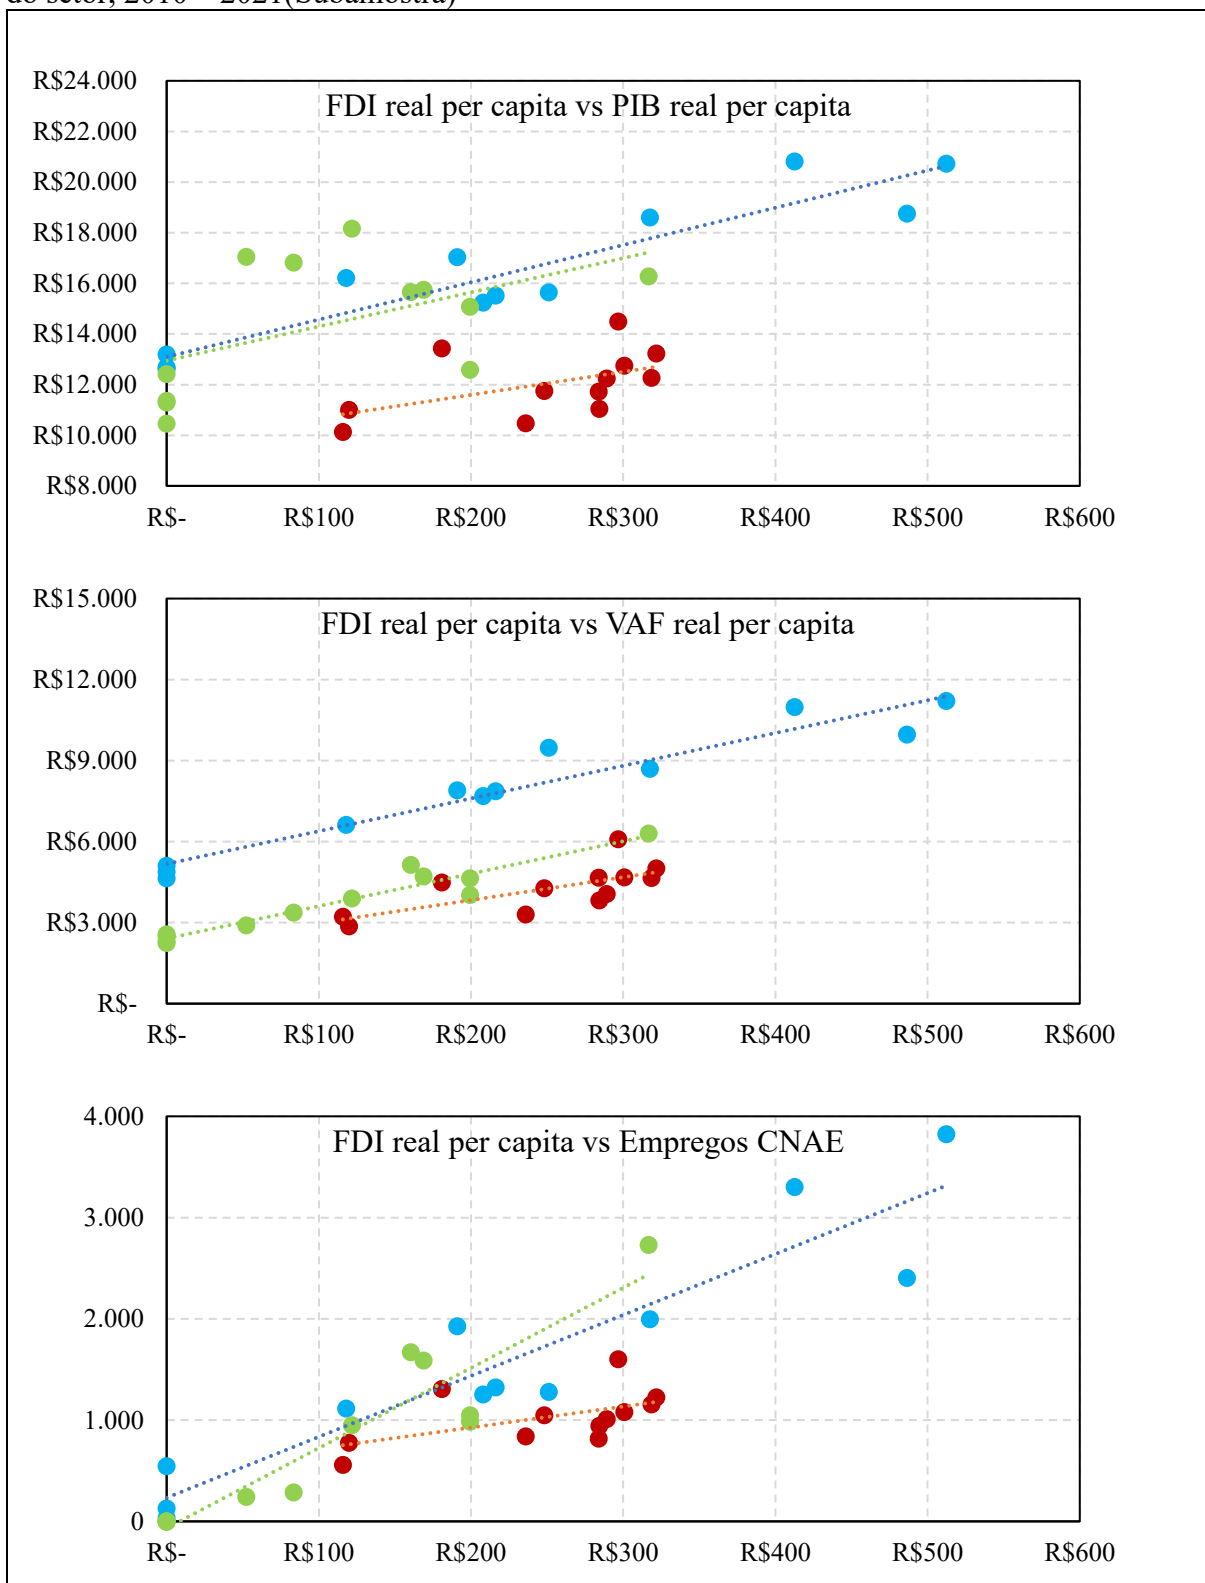 do setor, 2010 – 2021(Subamostra)
FDI real per capita vs PIB real per capita
R$24.000
R$22.000
R$20.000
R$18.000
R$16.000
R$14.000
R$12.000
R$10.000
R$8.000
R$- R$100 R$200 R$300 R$400 R$500 R$600
FDI real per capita vs VAF real per capita
R$15.000
R$12.000
R$9.000
R$6.000
R$3.000
R$-
R$- R$100 R$200 R$300 R$400 R$500 R$600
FDI real per capita vs Empregos CNAE
4.000
3.000
2.000
1.000
0
R$- R$100 R$200 R$300 R$400 R$500 R$600